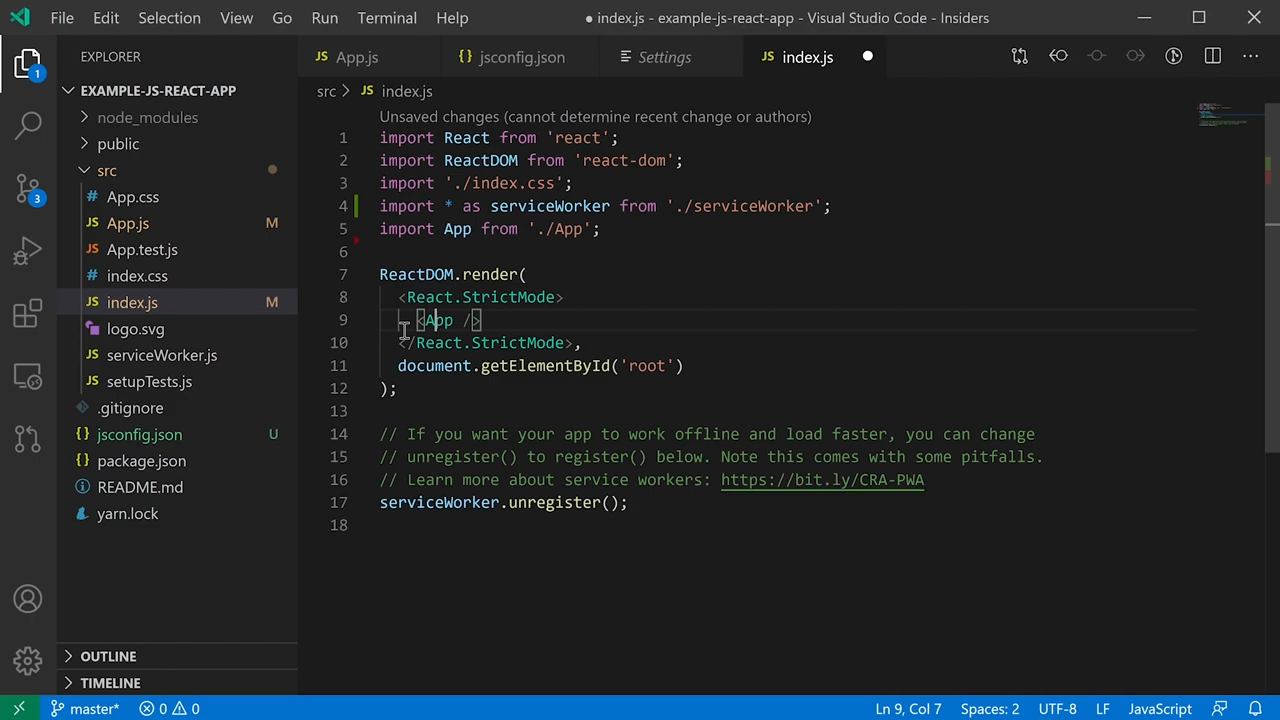 File Edit Selection View Go Run Terminal Help ● index.js - example-js-react-app - Visual Studio Code - Insiders
EXPLORER
JS App.js
{} jsconfig.json
Settings
JS index.js
1
EXAMPLE-JS-REACT-APP
node_modules
public
src
# App.css
JS App.js M
JS App.test.js
# index.css
JS index.js M
logo.svg
JS serviceWorker.js
JS setupTests.js
.gitignore
{} jsconfig.json U
{} package.json
README.md
yarn.lock
3
OUTLINE
TIMELINE
src > JS index.js
Unsaved changes (cannot determine recent change or authors)
1 import React from 'react';
2 import ReactDOM from 'react-dom';
3 import './index.css';
4 import * as serviceWorker from './serviceWorker';
5 import App from './App';
6
7 ReactDOM.render(
8 <React.StrictMode>
9 <App />
10 </React.StrictMode>,
11 document.getElementById('root')
12 );
13
14 // If you want your app to work offline and load faster, you can change
15 // unregister() to register() below. Note this comes with some pitfalls.
16 // Learn more about service workers: https://bit.ly/CRA-PWA
17 serviceWorker.unregister();
18
master* 0 0 Ln 9, Col 7 Spaces: 2 UTF-8 LF JavaScript